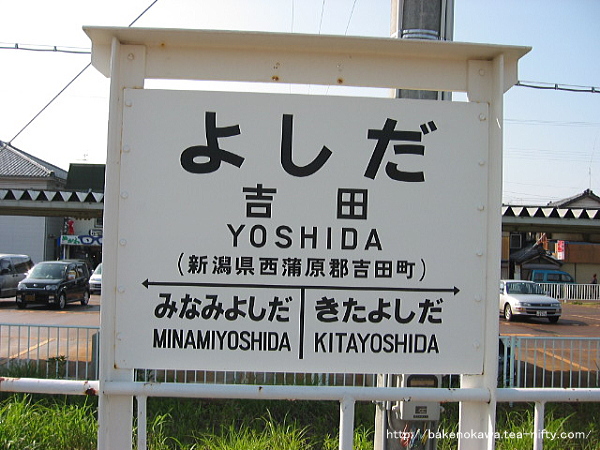 よしだ
吉田
YOSHIDA
(新潟県西蒲原郡吉田町)
みなみよしだ きたよしだ
MINAMIYOSHIDA KITAYOSHIDA
http://bakenokawa.tea-nifty.com/